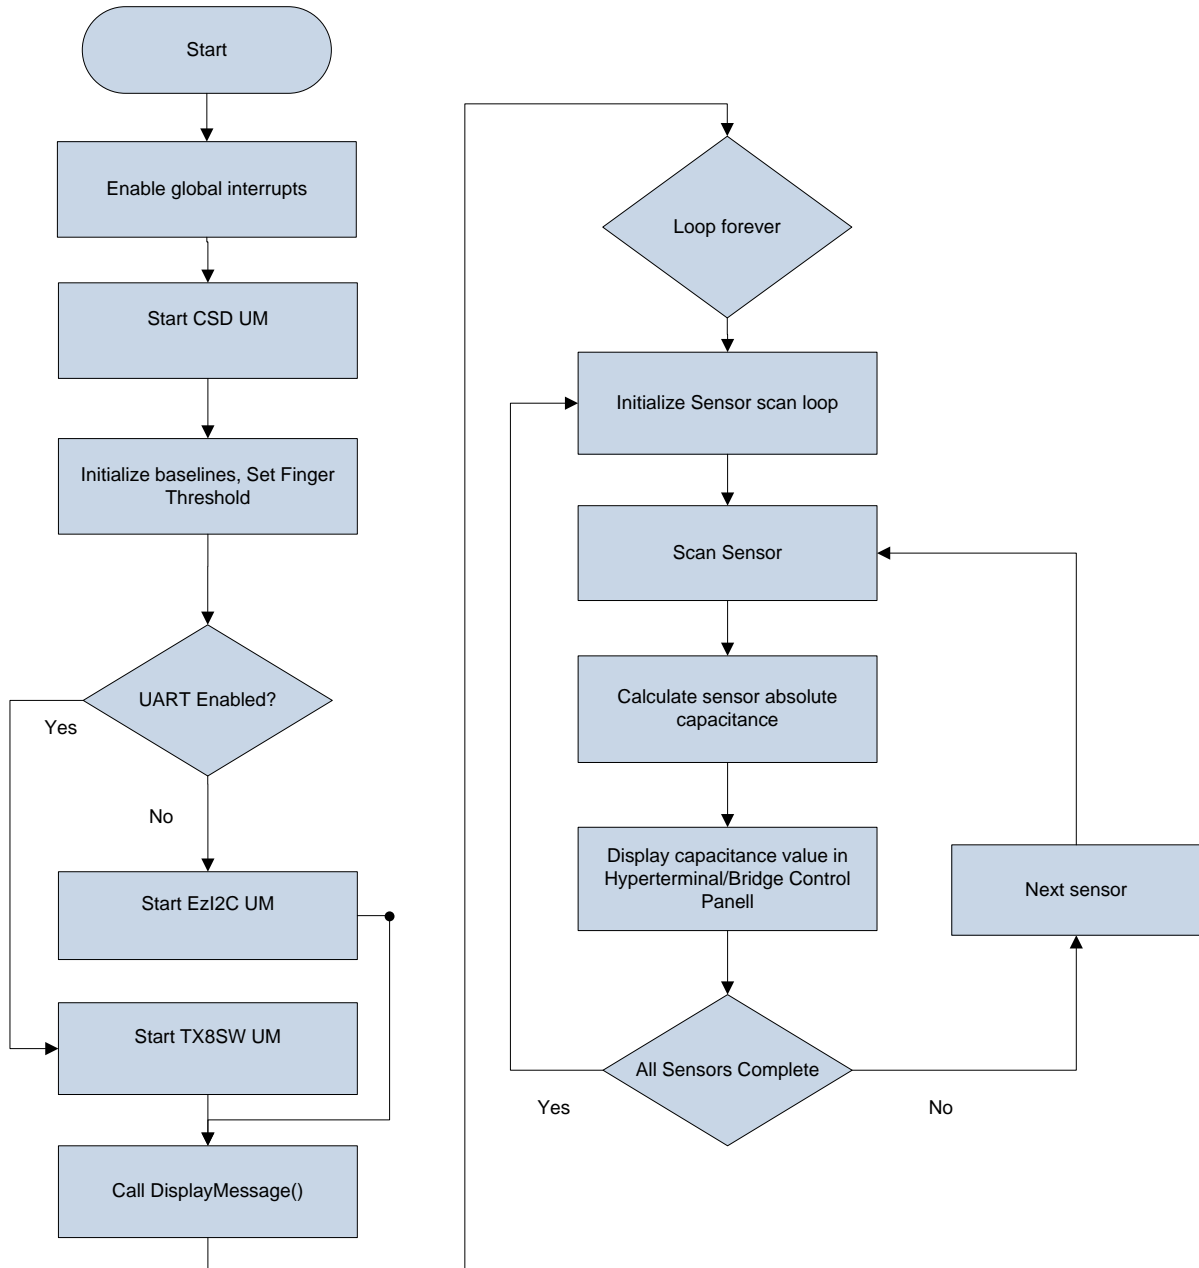 Start
Enable global interrupts
Start CSD UM
Initialize baselines, Set Finger
Threshold
UART Enabled?
Yes
No
Start EzI2C UM
Start TX8SW UM
Call DisplayMessage()
Loop forever
Initialize Sensor scan loop
Scan Sensor
Calculate sensor absolute
capacitance
Display capacitance value in
Hyperterminal/Bridge Control
Panell
Next sensor
All Sensors Complete
Yes
No